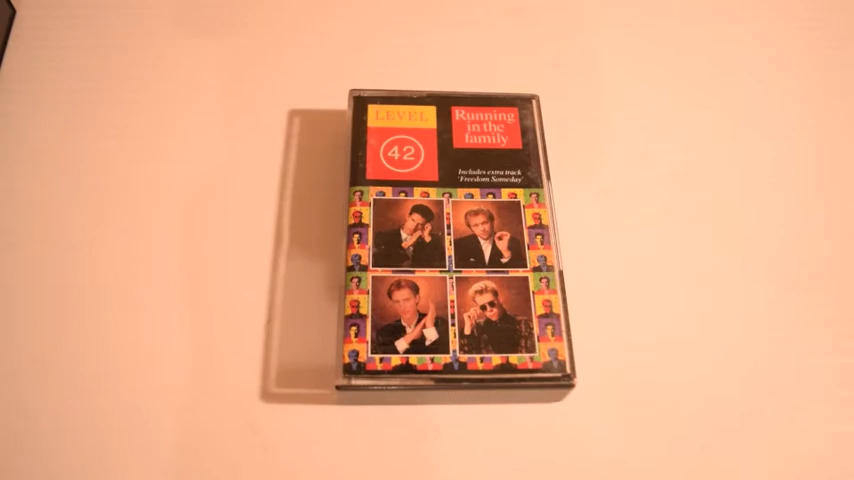 LEVEL
42
Running
in the
family
Includes extra track
'Freedom Someday'